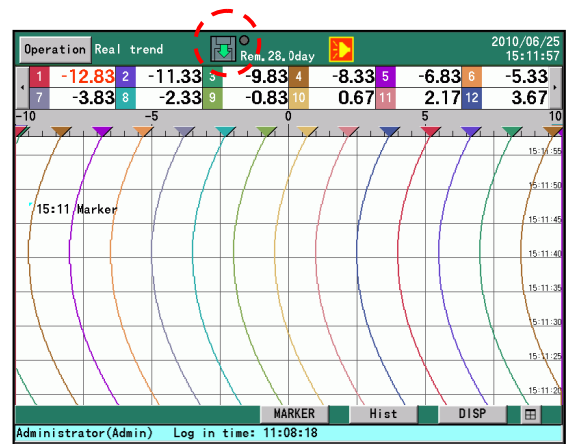 Operation Real trend Rem.28.0day 2010/06/25
15:11:57
1 -12.83 2 -11.33 3 -9.83 4 -8.33 5 -6.83 6 -5.33
7 -3.83 8 -2.33 9 -0.83 10 0.67 11 2.17 12 3.67
-10 -5 0 5 10
15:11:55
15:11:50
15:11 Marker
15:11:45
15:11:40
15:11:35
15:11:30
15:11:25
15:11:20
MARKER Hist DISP
Administrator(Admin) Log in time: 11:08:18